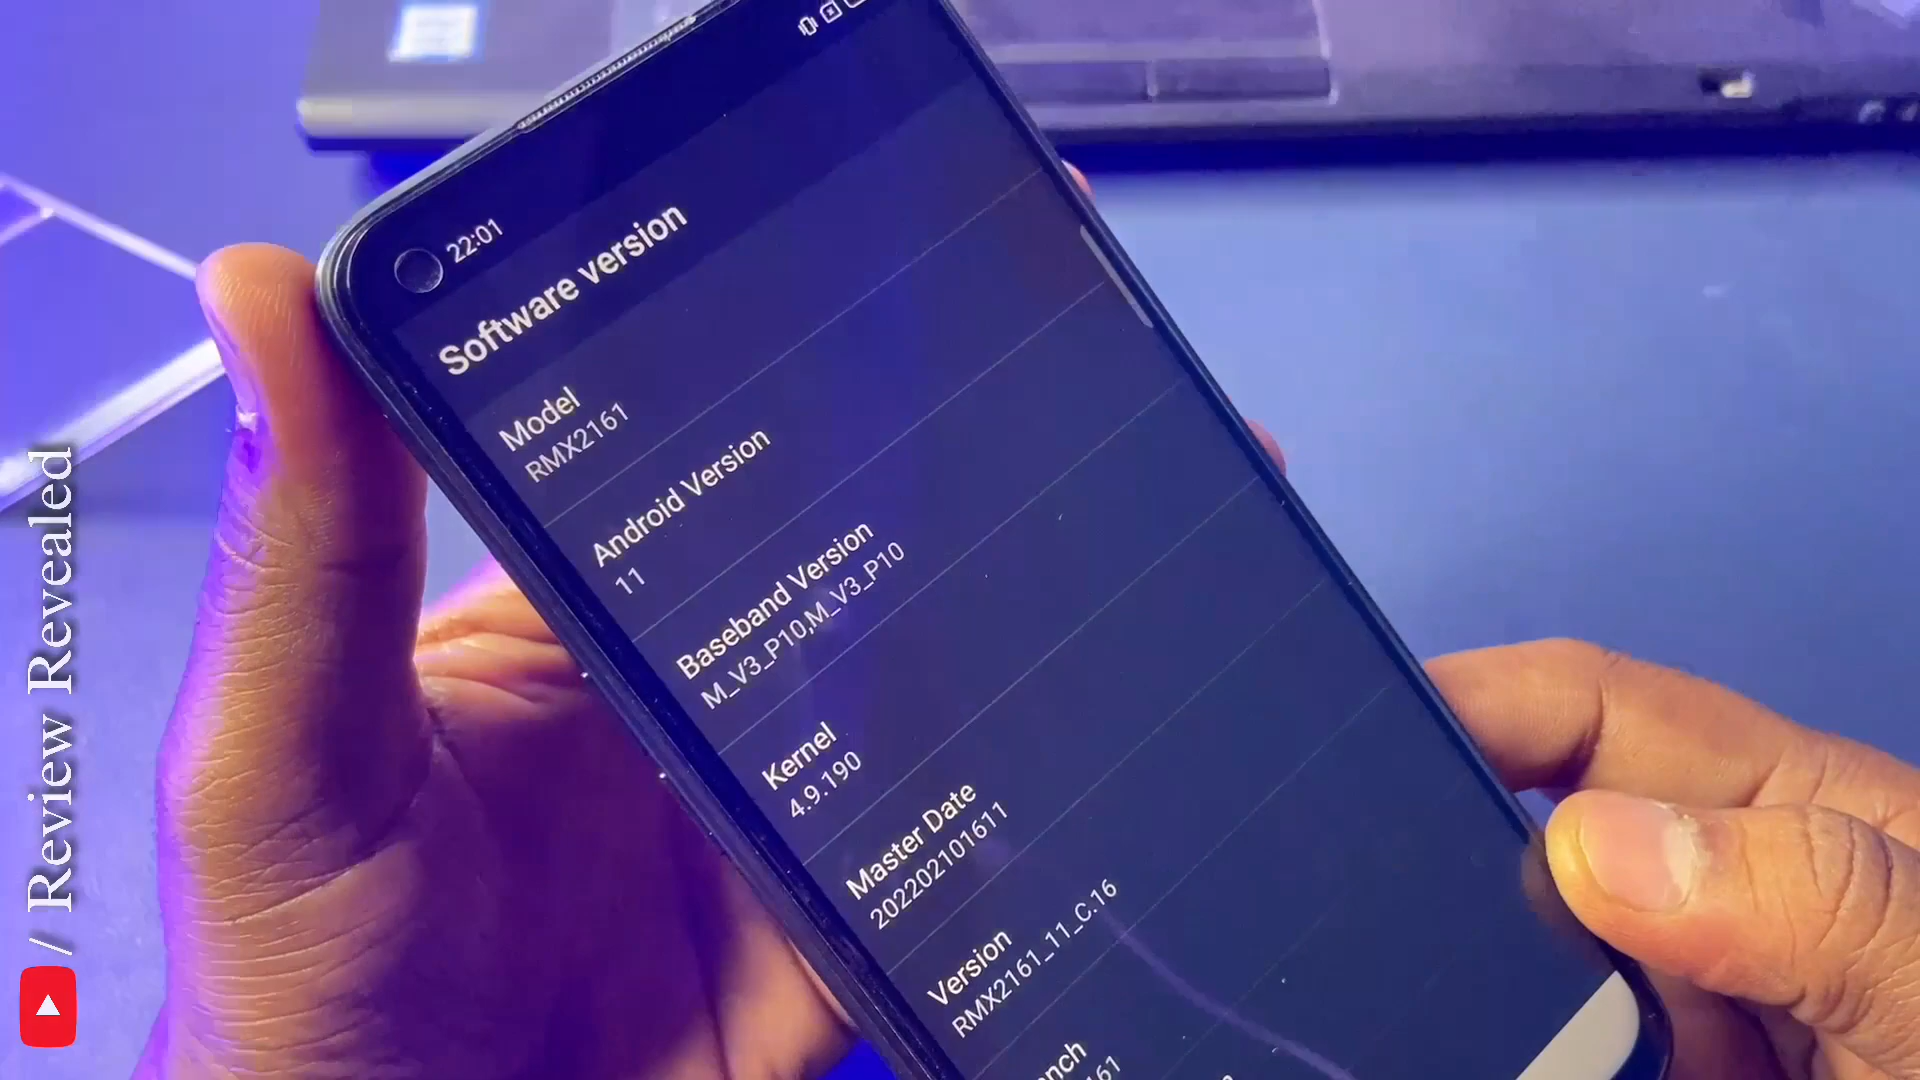 22:01
Software version
Model
RMX2161
Android Version
11
Baseband Version
M_V3_P10,M_V3_P10
Kernel
4.9.190
Master Date
202202101611
Version
RMX2161_11_C.16
/ Review Revealed